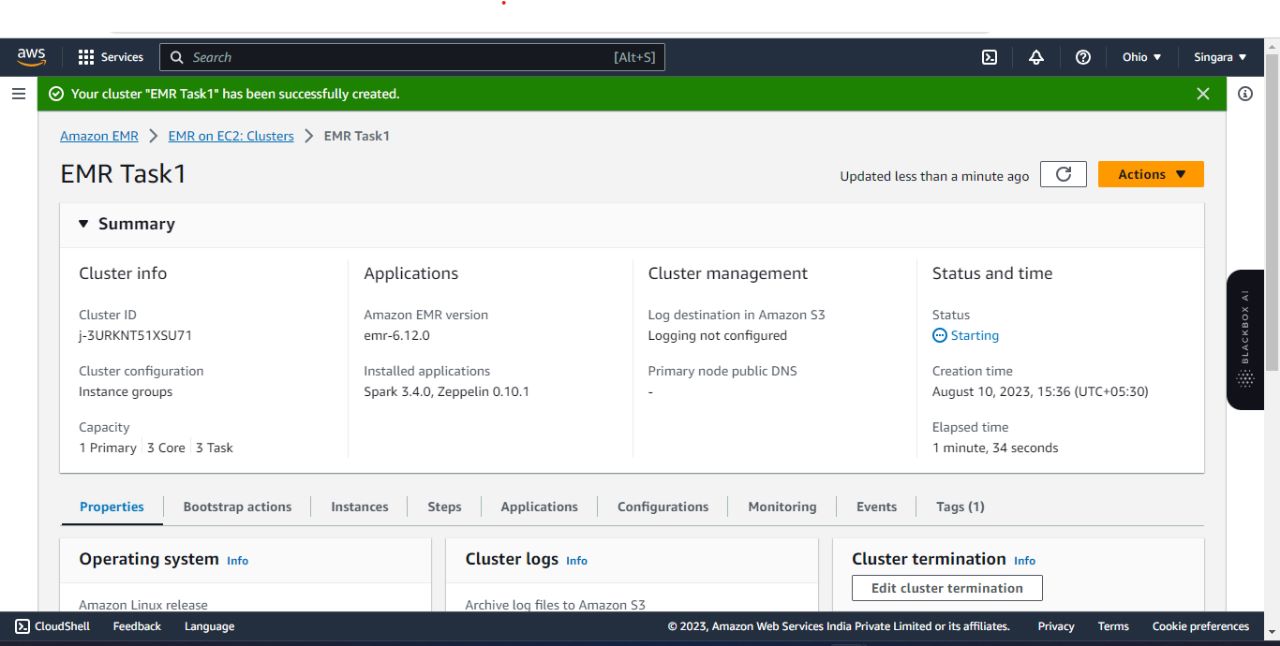 aws
Services
Search [Alt+S]
Ohio ▼
Singara ▼
Your cluster "EMR Task1" has been successfully created.
Amazon EMR > EMR on EC2: Clusters > EMR Task1
EMR Task1
Updated less than a minute ago
Actions ▼
▼ Summary
Cluster info
Cluster ID
j-3URKNT51XSU71
Cluster configuration
Instance groups
Capacity
1 Primary 3 Core 3 Task
Applications
Amazon EMR version
emr-6.12.0
Installed applications
Spark 3.4.0, Zeppelin 0.10.1
Cluster management
Log destination in Amazon S3
Logging not configured
Primary node public DNS
-
Status and time
Status
Starting
Creation time
August 10, 2023, 15:36 (UTC+05:30)
Elapsed time
1 minute, 34 seconds
BLACKBOX AI
Properties Bootstrap actions Instances Steps Applications Configurations Monitoring Events Tags (1)
Operating system Info
Amazon Linux release
Cluster logs Info
Archive log files to Amazon S3
Cluster termination Info
Edit cluster termination
CloudShell Feedback Language © 2023, Amazon Web Services India Private Limited or its affiliates. Privacy Terms Cookie preferences